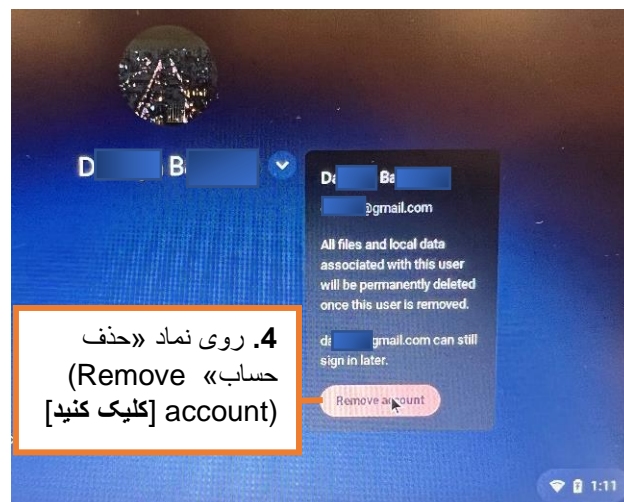 D B
Da Ba
@gmail.com
All files and local data
associated with this user
will be permanently deleted
once this user is removed.
da gmail.com can still
sign in later.
Remove account
4. روی نماد «حذف
حساب» (Remove
account) [کلیک کنید]
1:11